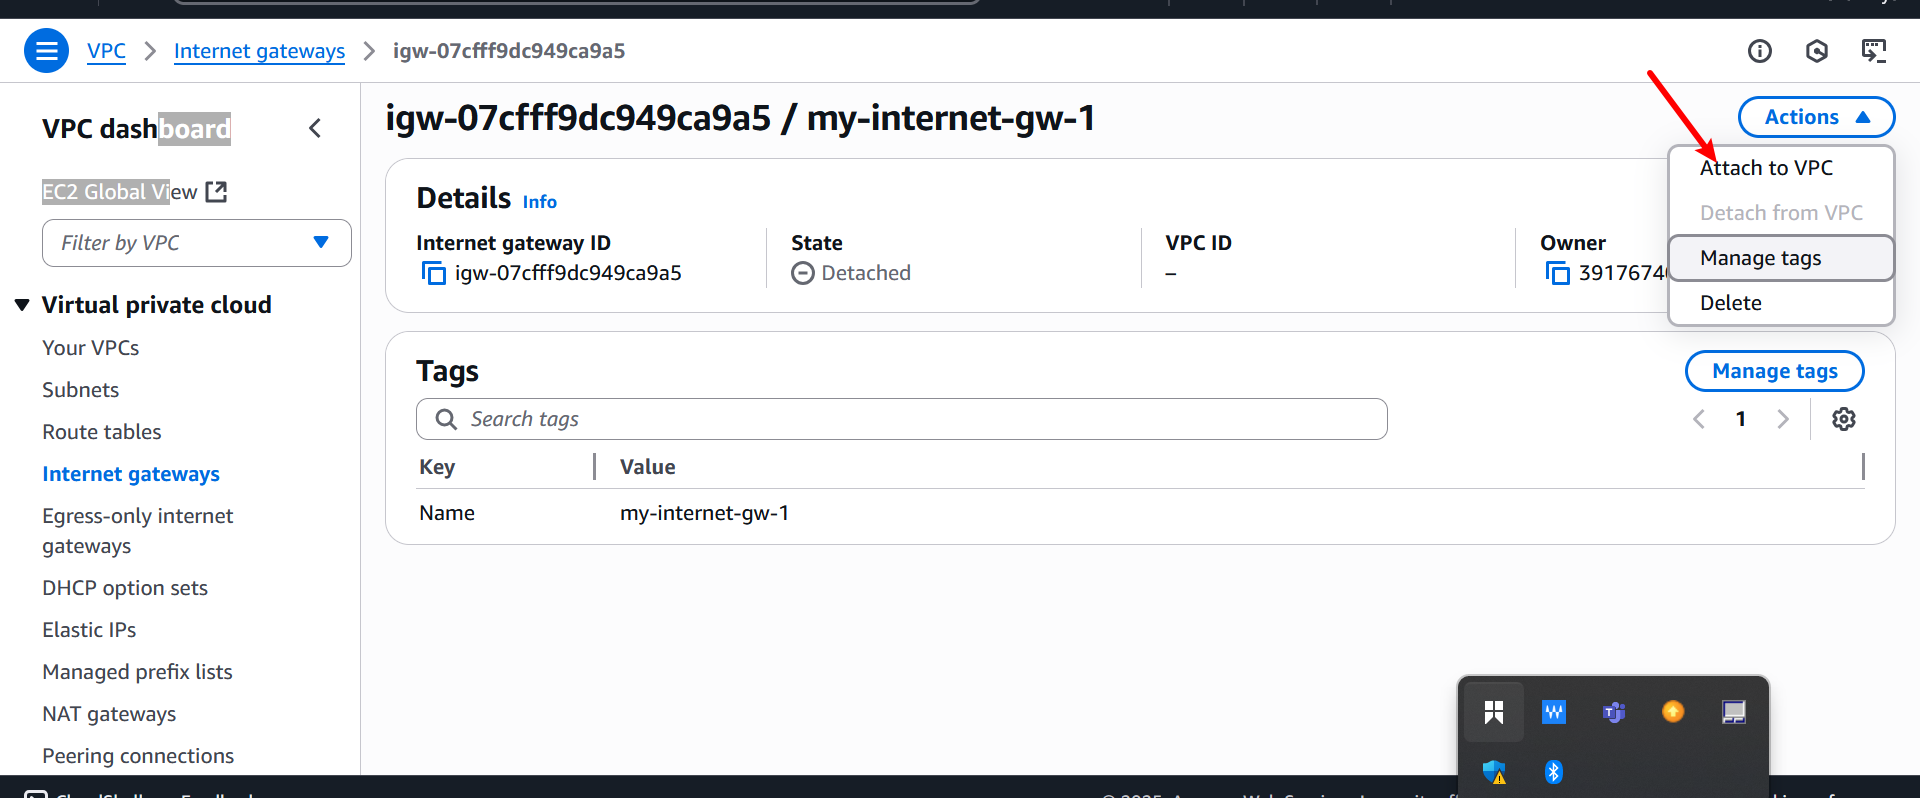 VPC > Internet gateways > igw-07cfff9dc949ca9a5
VPC dashboard
EC2 Global View
Filter by VPC
Virtual private cloud
Your VPCs
Subnets
Route tables
Internet gateways
Egress-only internet
gateways
DHCP option sets
Elastic IPs
Managed prefix lists
NAT gateways
Peering connections
igw-07cfff9dc949ca9a5 / my-internet-gw-1
Actions
Attach to VPC
Detach from VPC
Manage tags
Delete
Details Info
Internet gateway ID
igw-07cfff9dc949ca9a5
State
Detached
VPC ID
–
Owner
3917674
Tags
Manage tags
Search tags
1
Key Value
Name my-internet-gw-1